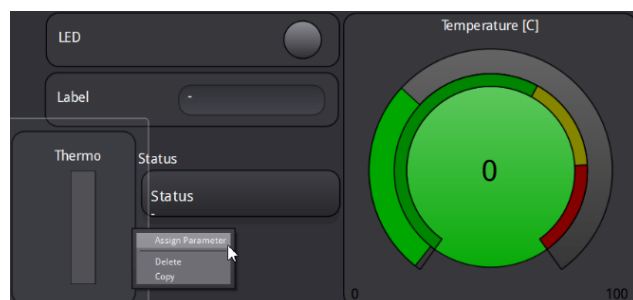 LED
Label
-
Thermo
Status
Status
-
Assign Parameter
Delete
Copy
Temperature [C]
0
0
100